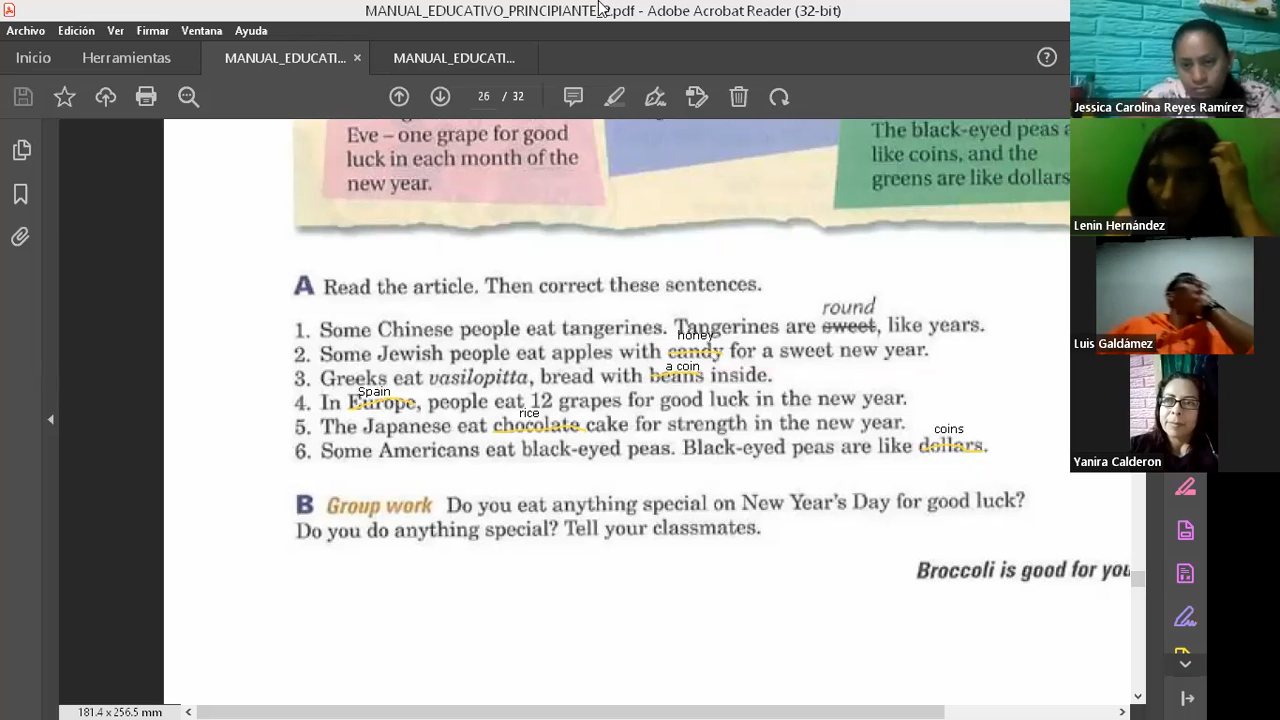 MANUAL_EDUCATIVO_PRINCIPIANTE_2.pdf - Adobe Acrobat Reader (32-bit)
Archivo Edición Ver Firmar Ventana Ayuda
Inicio Herramientas MANUAL_EDUCATI... × MANUAL_EDUCATI...
26 / 32
Eve – one grape for good
luck in each month of the
new year.
The black-eyed peas
like coins, and the
greens are like dollars
A Read the article. Then correct these sentences.
round
1. Some Chinese people eat tangerines. Tangerines are sweet, like years.
honey
2. Some Jewish people eat apples with candy for a sweet new year.
a coin
3. Greeks eat vasilopitta, bread with beans inside.
Spain
4. In Europe, people eat 12 grapes for good luck in the new year.
rice
5. The Japanese eat chocolate cake for strength in the new year.
coins
6. Some Americans eat black-eyed peas. Black-eyed peas are like dollars.
B Group work Do you eat anything special on New Year's Day for good luck?
Do you do anything special? Tell your classmates.
Broccoli is good for you
181.4 x 256.5 mm
Jessica Carolina Reyes Ramírez
Lenin Hernández
Luis Galdámez
Yanira Calderon